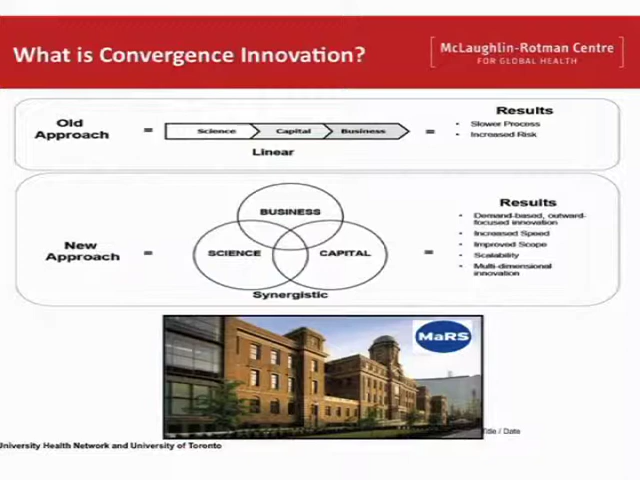 What is Convergence Innovation?
McLaughlin-Rotman Centre
FOR GLOBAL HEALTH
Old
Approach
=
Science
Capital
Business
Linear
=
Results
• Slower Process
• Increased Risk
New
Approach
=
BUSINESS
SCIENCE
CAPITAL
Synergistic
=
Results
• Demand-based, outward-
focused innovation
• Increased Speed
• Improved Scope
• Scalability
• Multi-dimensional
innovation
MaRS
Title / Date
University Health Network and University of Toronto